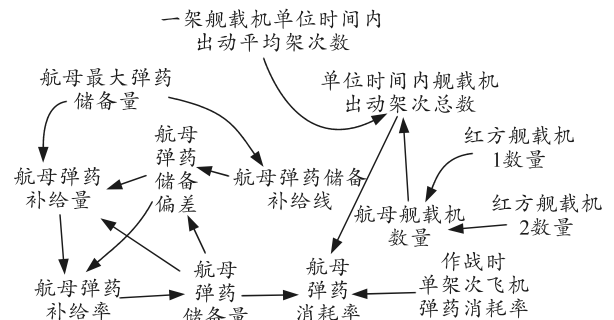 一架舰载机单位时间内
出动平均架次数
航母最大弹药
储备量
单位时间内舰载机
出动架次总数
航母
弹药
储备
偏差
红方舰载机
1数量
航母弹药
补给量
航母弹药储备
补给线
航母舰载机
数量
红方舰载机
2数量
航母弹药
补给率
航母
弹药
储备量
航母
弹药
消耗率
作战时
单架次飞机
弹药消耗率